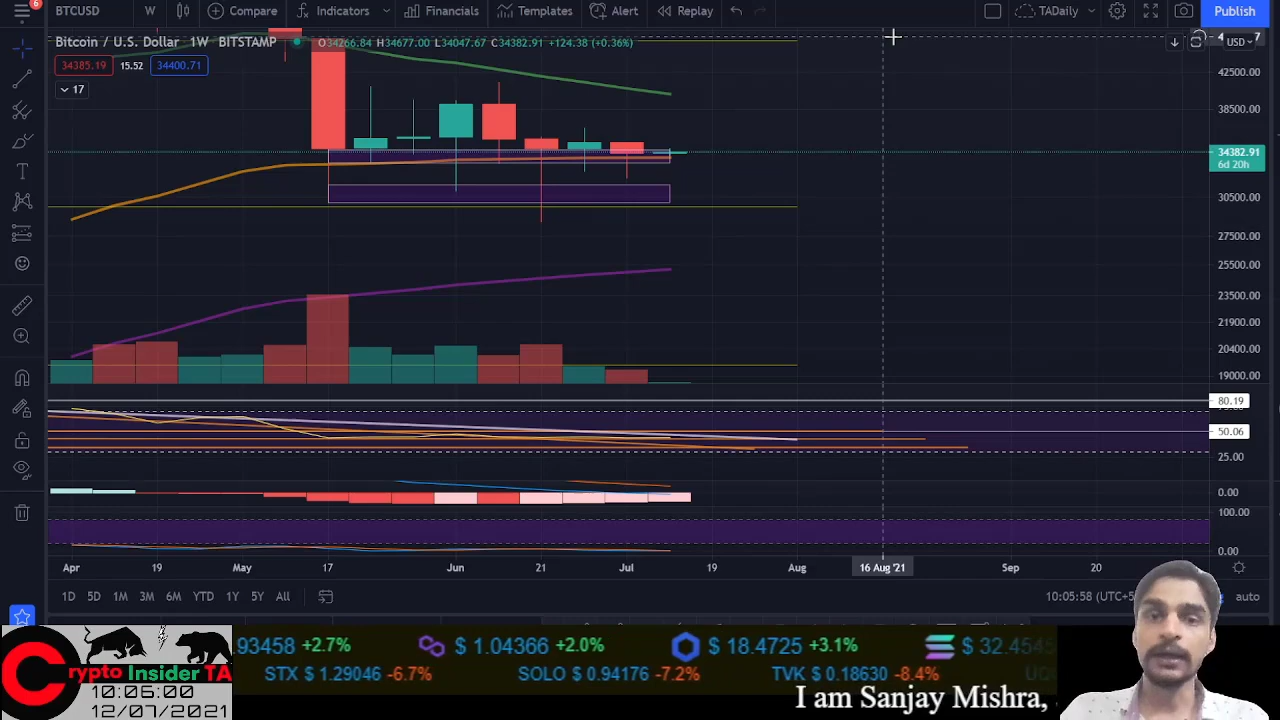 6
BTCUSD W Compare Indicators Financials Templates Alert Replay TADaily Publish
Bitcoin / U.S. Dollar 1W BITSTAMP O34266.84 H34677.00 L34047.67 C34382.91 +124.38 (+0.36%) USD
34385.19 15.52 34400.71
17
42500.00
38500.00
34382.91
6d 20h
30500.00
27500.00
25500.00
23500.00
21900.00
20400.00
19000.00
80.19
50.06
25.00
0.00
100.00
0.00
Apr 19 May 17 Jun 21 Jul 19 Aug 16 Aug '21 Sep 20
1D 5D 1M 3M 6M YTD 1Y 5Y All 10:05:58 (UTC+5 auto
93458 +2.7% $ 1.04366 +2.0% $ 18.4725 +3.1% $ 32.4545
STX $ 1.29046 -6.7% SOLO $ 0.94176 -7.2% TVK $ 0.18630 -8.4%
Crypto Insider TA
10:06:00
12/07/2021
I am Sanjay Mishra,